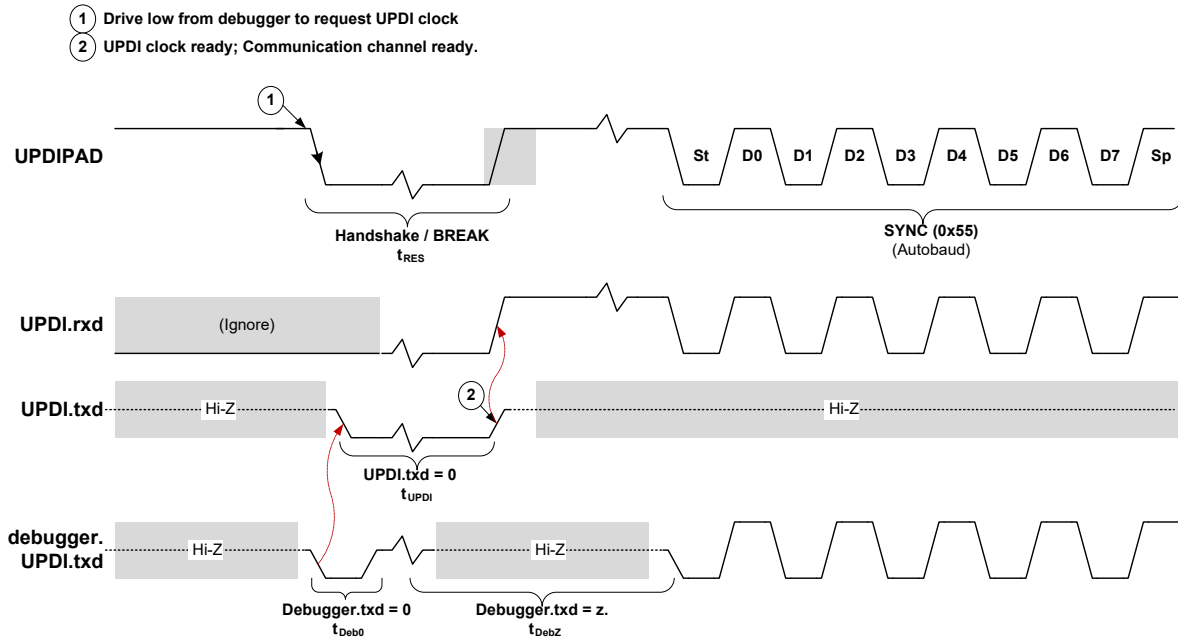 1 Drive low from debugger to request UPDI clock
2 UPDI clock ready; Communication channel ready.
1
UPDIPAD
St D0 D1 D2 D3 D4 D5 D6 D7 Sp
Handshake / BREAK
tRES
SYNC (0x55)
(Autobaud)
UPDI.rxd
(Ignore)
2
UPDI.txd
Hi-Z
Hi-Z
UPDI.txd = 0
tUPDI
debugger.
UPDI.txd
Hi-Z
Hi-Z
Debugger.txd = 0
tDeb0
Debugger.txd = z.
tDebZ